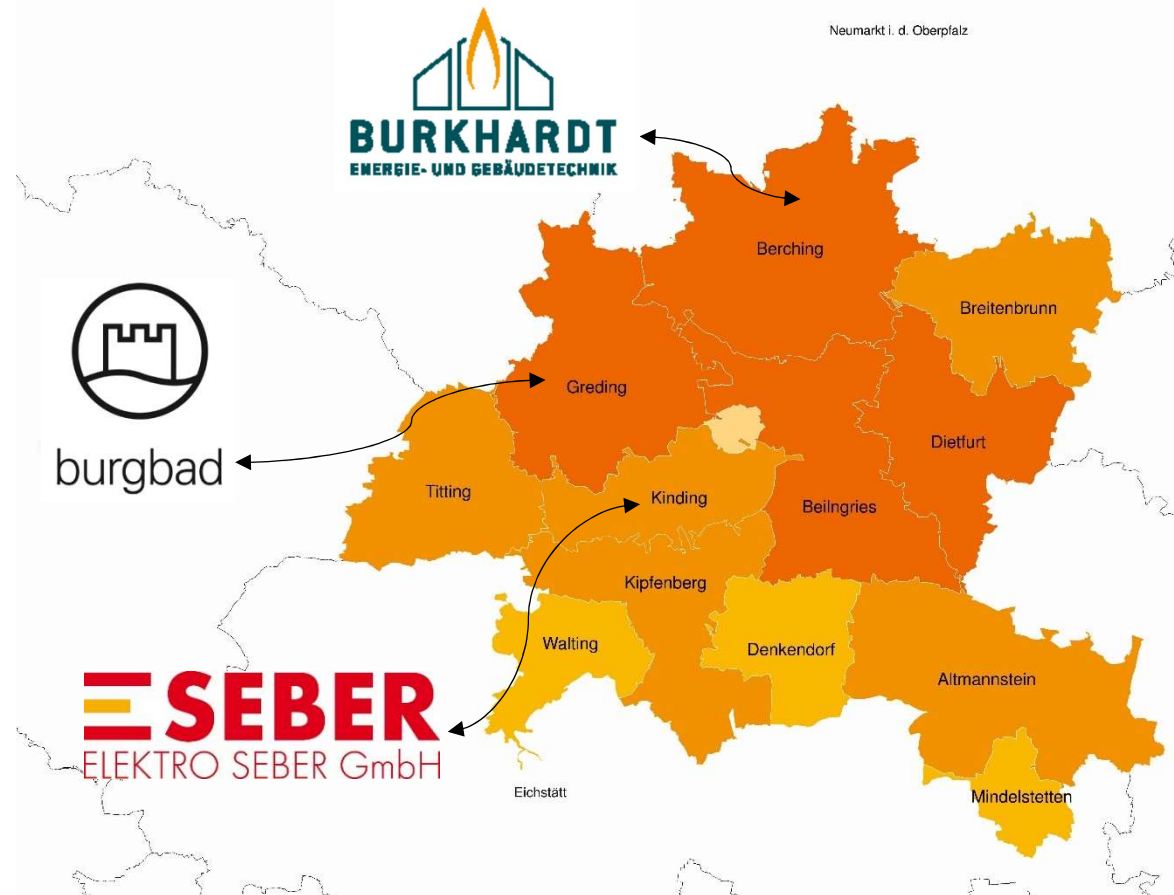 Neumarkt i. d. Oberpfalz
BURKHARDT
ENERGIE- UND GEBÄUDETECHNIK
Berching
Breitenbrunn
burgbad
Greding
Dietfurt
Titting
Kinding
Beilngries
Kipfenberg
Walting
Denkendorf
Altmannstein
SEBER
ELEKTRO SEBER GmbH
Eichstätt
Mindelstetten